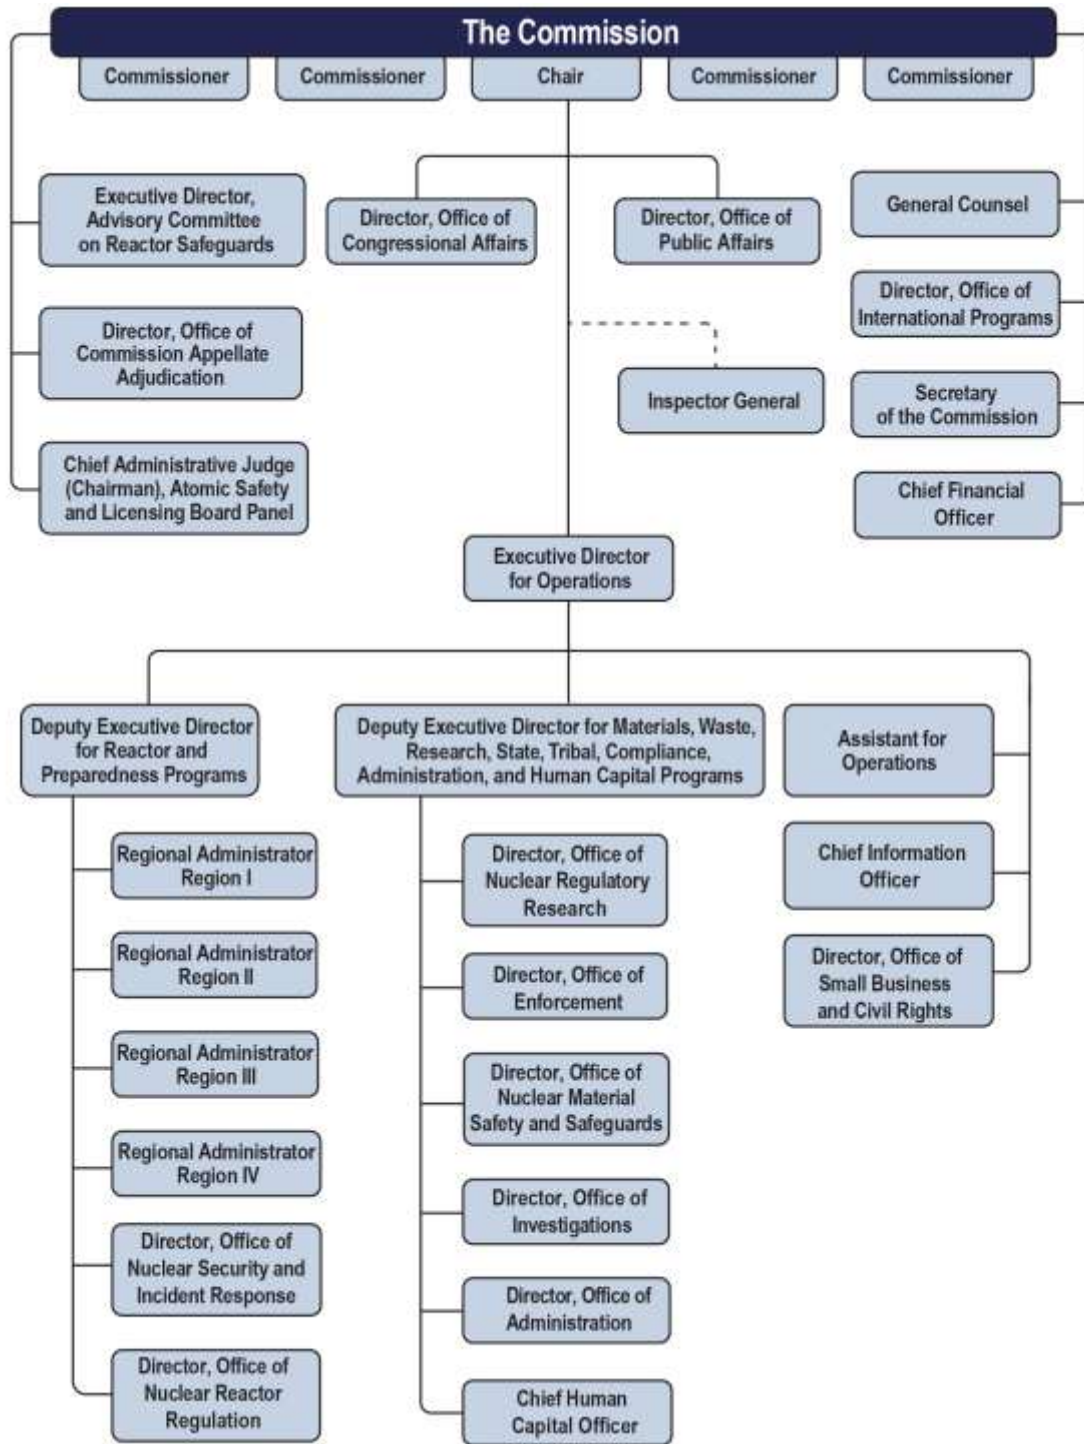 The Commission
Commissioner
Commissioner
Chair
Commissioner
Commissioner
Executive Director,
Advisory Committee
on Reactor Safeguards
Director, Office of
Congressional Affairs
Director, Office of
Public Affairs
General Counsel
Director, Office of
International Programs
Director, Office of
Commission Appellate
Adjudication
Inspector General
Secretary
of the Commission
Chief Administrative Judge
(Chairman), Atomic Safety
and Licensing Board Panel
Chief Financial
Officer
Executive Director
for Operations
Deputy Executive Director
for Reactor and
Preparedness Programs
Deputy Executive Director for Materials, Waste,
Research, State, Tribal, Compliance,
Administration, and Human Capital Programs
Assistant for
Operations
Regional Administrator
Region I
Regional Administrator
Region II
Regional Administrator
Region III
Regional Administrator
Region IV
Director, Office of
Nuclear Security and
Incident Response
Director, Office of
Nuclear Reactor
Regulation
Director, Office of
Nuclear Regulatory
Research
Director, Office of
Enforcement
Director, Office of
Nuclear Material
Safety and Safeguards
Director, Office of
Investigations
Director, Office of
Administration
Chief Human
Capital Officer
Chief Information
Officer
Director, Office of
Small Business
and Civil Rights